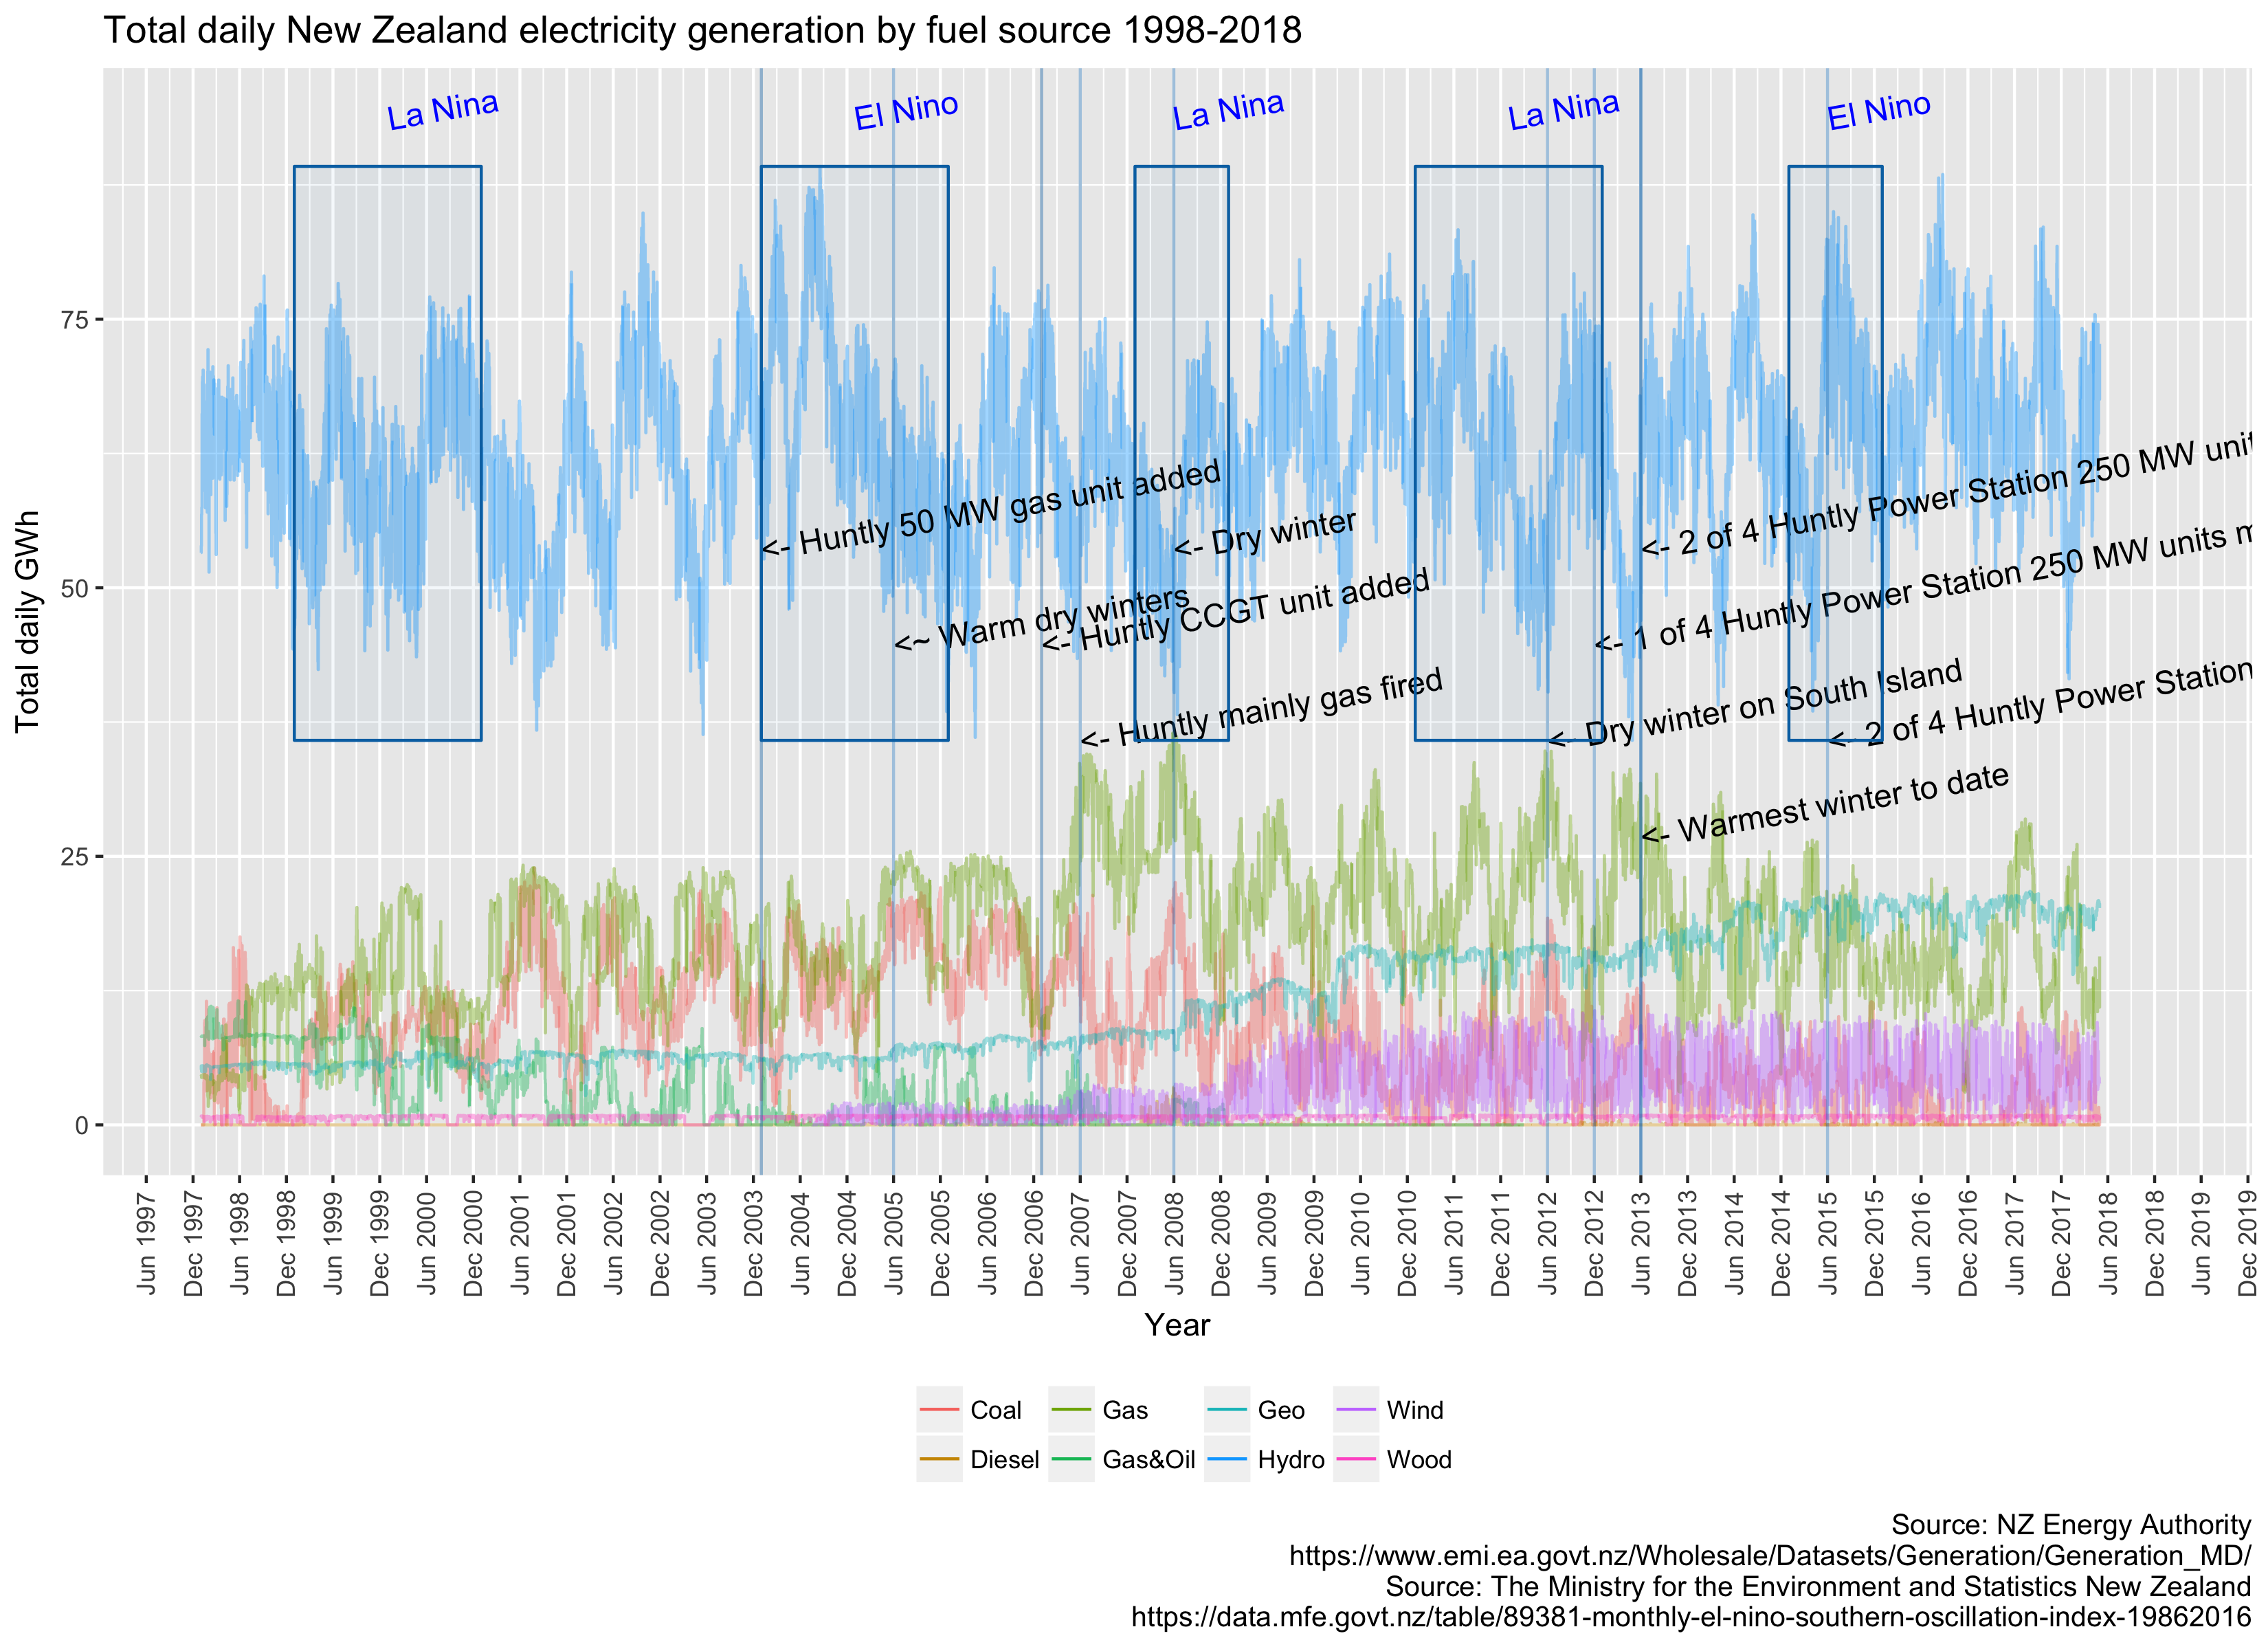 Total daily New Zealand electricity generation by fuel source 1998-2018
La Nina
El Nino
La Nina
La Nina
El Nino
Total daily GWh
75
50
25
0
<- Huntly 50 MW gas unit added
<- Dry winter
<- 2 of 4 Huntly Power Station 250 MW
<~ Warm dry winters
<- Huntly CCGT unit added
<- 1 of 4 Huntly Power Station 250 MW units
<- Huntly mainly gas fired
<- Dry winter on South Island
<- 2 of 4 Huntly Power Station
<- Warmest winter to date
Jun 1997
Dec 1997
Jun 1998
Dec 1998
Jun 1999
Dec 1999
Jun 2000
Dec 2000
Jun 2001
Dec 2001
Jun 2002
Dec 2002
Jun 2003
Dec 2003
Jun 2004
Dec 2004
Jun 2005
Dec 2005
Jun 2006
Dec 2006
Jun 2007
Dec 2007
Jun 2008
Dec 2008
Jun 2009
Dec 2009
Jun 2010
Dec 2010
Jun 2011
Dec 2011
Jun 2012
Dec 2012
Jun 2013
Dec 2013
Jun 2014
Dec 2014
Jun 2015
Dec 2015
Jun 2016
Dec 2016
Jun 2017
Dec 2017
Jun 2018
Dec 2018
Jun 2019
Dec 2019
Year
Coal Gas Geo Wind
Diesel Gas&Oil Hydro Wood
Source: NZ Energy Authority
https://www.emi.ea.govt.nz/Wholesale/Datasets/Generation/Generation_MD/
Source: The Ministry for the Environment and Statistics New Zealand
https://data.mfe.govt.nz/table/89381-monthly-el-nino-southern-oscillation-index-19862016